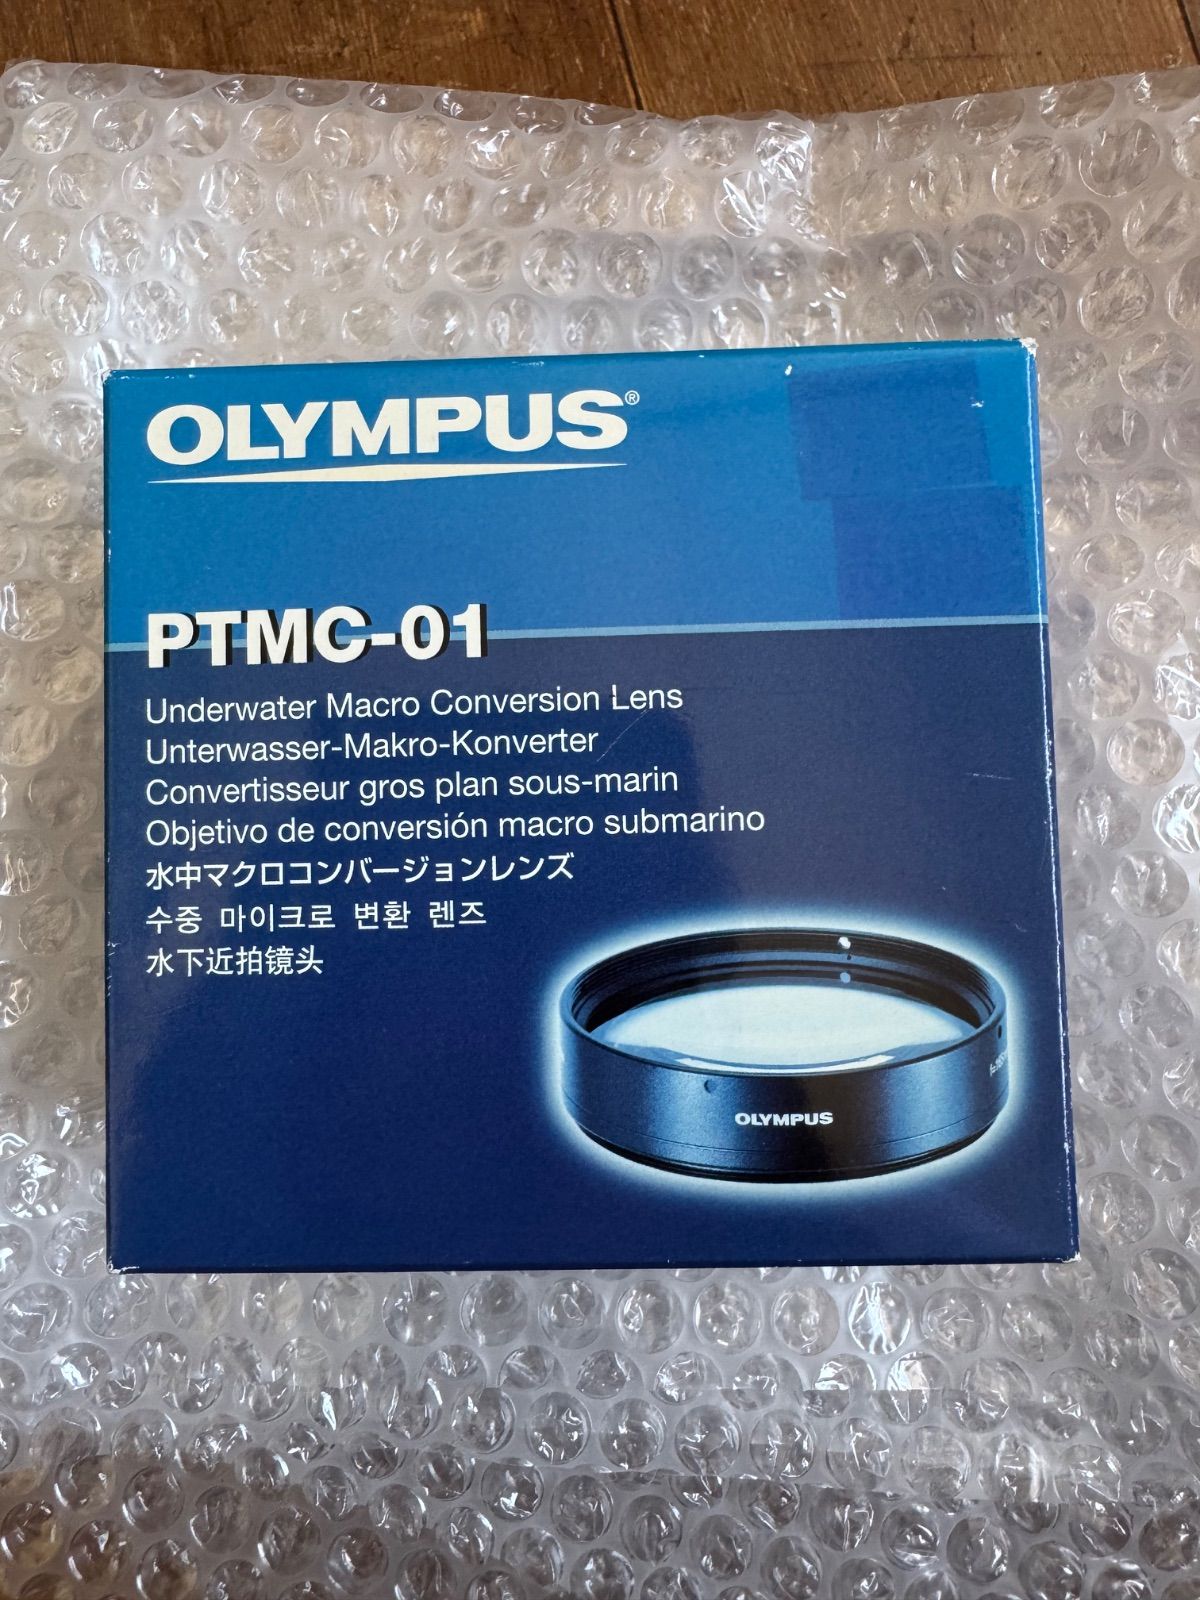 OLYMPUS®
PTMC-01
Underwater Macro Conversion Lens
Unterwasser-Makro-Konverter
Convertisseur gros plan sous-marin
Objetivo de conversión macro submarino
水中マクロコンバージョンレンズ
수중 마이크로 변환 렌즈
水下近拍镜头
OLYMPUS